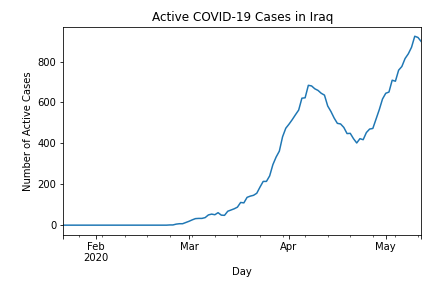 Active COVID-19 Cases in Iraq
Number of Active Cases
800
600
400
200
0
Feb
2020
Mar
Apr
May
Day